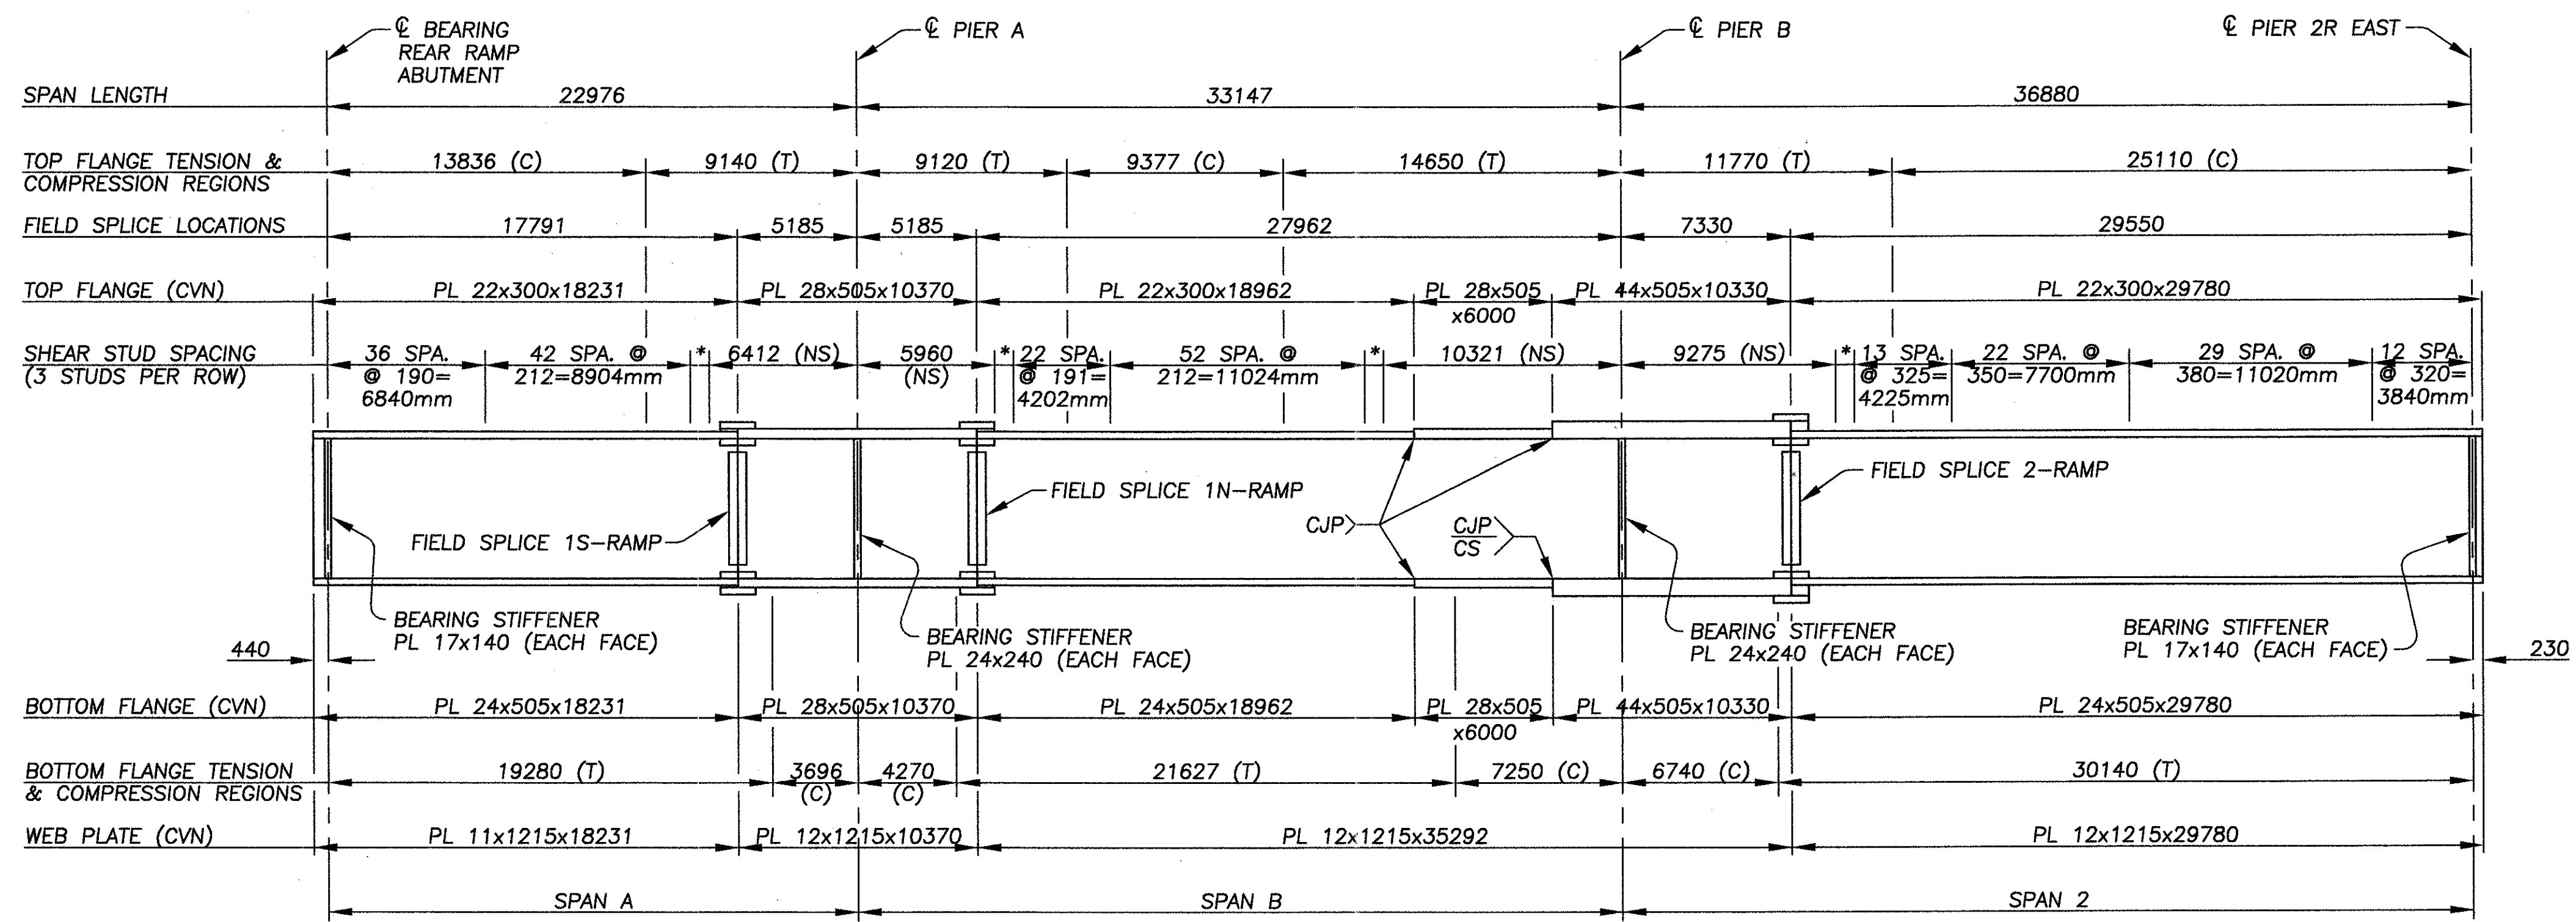 ℄ BEARING
REAR RAMP
ABUTMENT
℄ PIER A
℄ PIER B
℄ PIER 2R EAST
SPAN LENGTH
22976
33147
36880
TOP FLANGE TENSION &
COMPRESSION REGIONS
13836 (C)
9140 (T)
9120 (T)
9377 (C)
14650 (T)
11770 (T)
25110 (C)
FIELD SPLICE LOCATIONS
17791
5185
5185
27962
7330
29550
TOP FLANGE (CVN)
PL 22x300x18231
PL 28x505x10370
PL 22x300x18962
PL 28x505
x6000
PL 44x505x10330
PL 22x300x29780
SHEAR STUD SPACING
(3 STUDS PER ROW)
36 SPA.
@ 190=
6840mm
42 SPA. @
212=8904mm
*
6412 (NS)
5960
(NS)
*
22 SPA.
@ 191=
4202mm
52 SPA. @
212=11024mm
*
10321 (NS)
9275 (NS)
*
13 SPA.
@ 325=
4225mm
22 SPA. @
350=7700mm
29 SPA. @
380=11020mm
12 SPA.
@ 320=
3840mm
FIELD SPLICE 1S-RAMP
FIELD SPLICE 1N-RAMP
CJP
CJP
CS
FIELD SPLICE 2-RAMP
BEARING STIFFENER
PL 17x140 (EACH FACE)
BEARING STIFFENER
PL 24x240 (EACH FACE)
BEARING STIFFENER
PL 24x240 (EACH FACE)
BEARING STIFFENER
PL 17x140 (EACH FACE)
440
230
BOTTOM FLANGE (CVN)
PL 24x505x18231
PL 28x505x10370
PL 24x505x18962
PL 28x505
x6000
PL 44x505x10330
PL 24x505x29780
BOTTOM FLANGE TENSION
& COMPRESSION REGIONS
19280 (T)
3696
(C)
4270
(C)
21627 (T)
7250 (C)
6740 (C)
30140 (T)
WEB PLATE (CVN)
PL 11x1215x18231
PL 12x1215x10370
PL 12x1215x35292
PL 12x1215x29780
SPAN A
SPAN B
SPAN 2